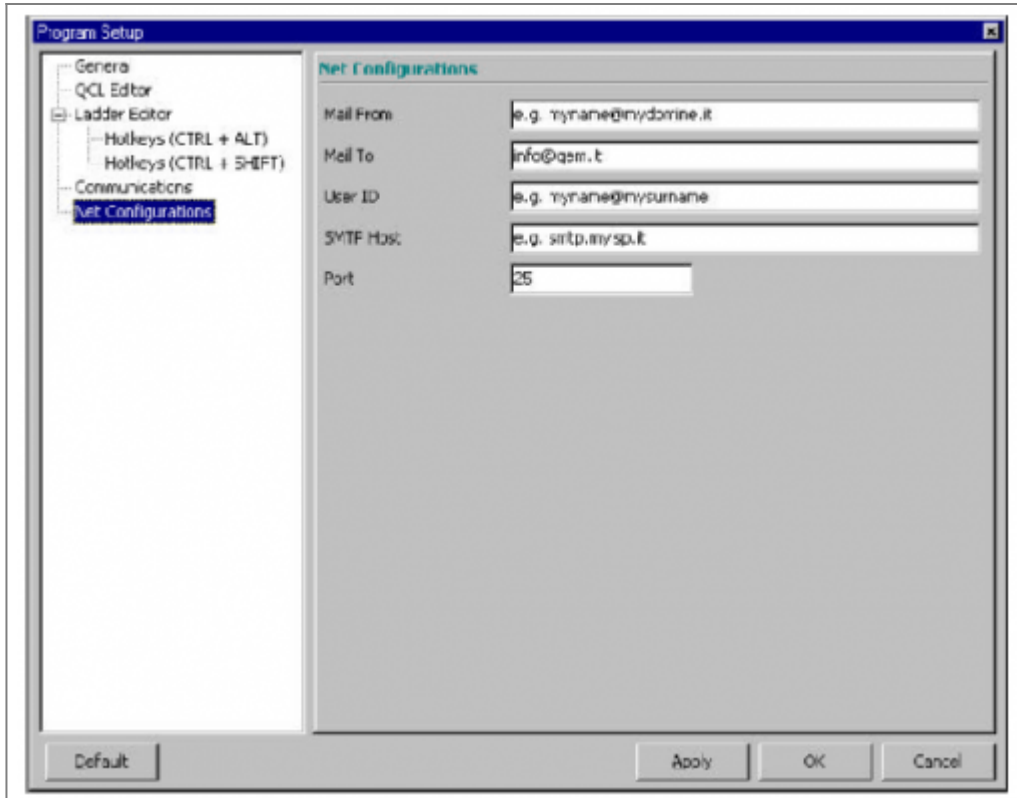 Program Setup
General
QCL Editor
Ladder Editor
Hotkeys (CTRL + ALT)
Hotkeys (CTRL + SHIFT)
Communications
Net Configurations
Net Configurations
Mail From
e.g. myname@mydomine.it
Mail To
info@qem.it
User ID
e.g. myname@mysurname
SMTP Host
e.g. smtp.myisp.it
Port
25
Default
Apply
OK
Cancel